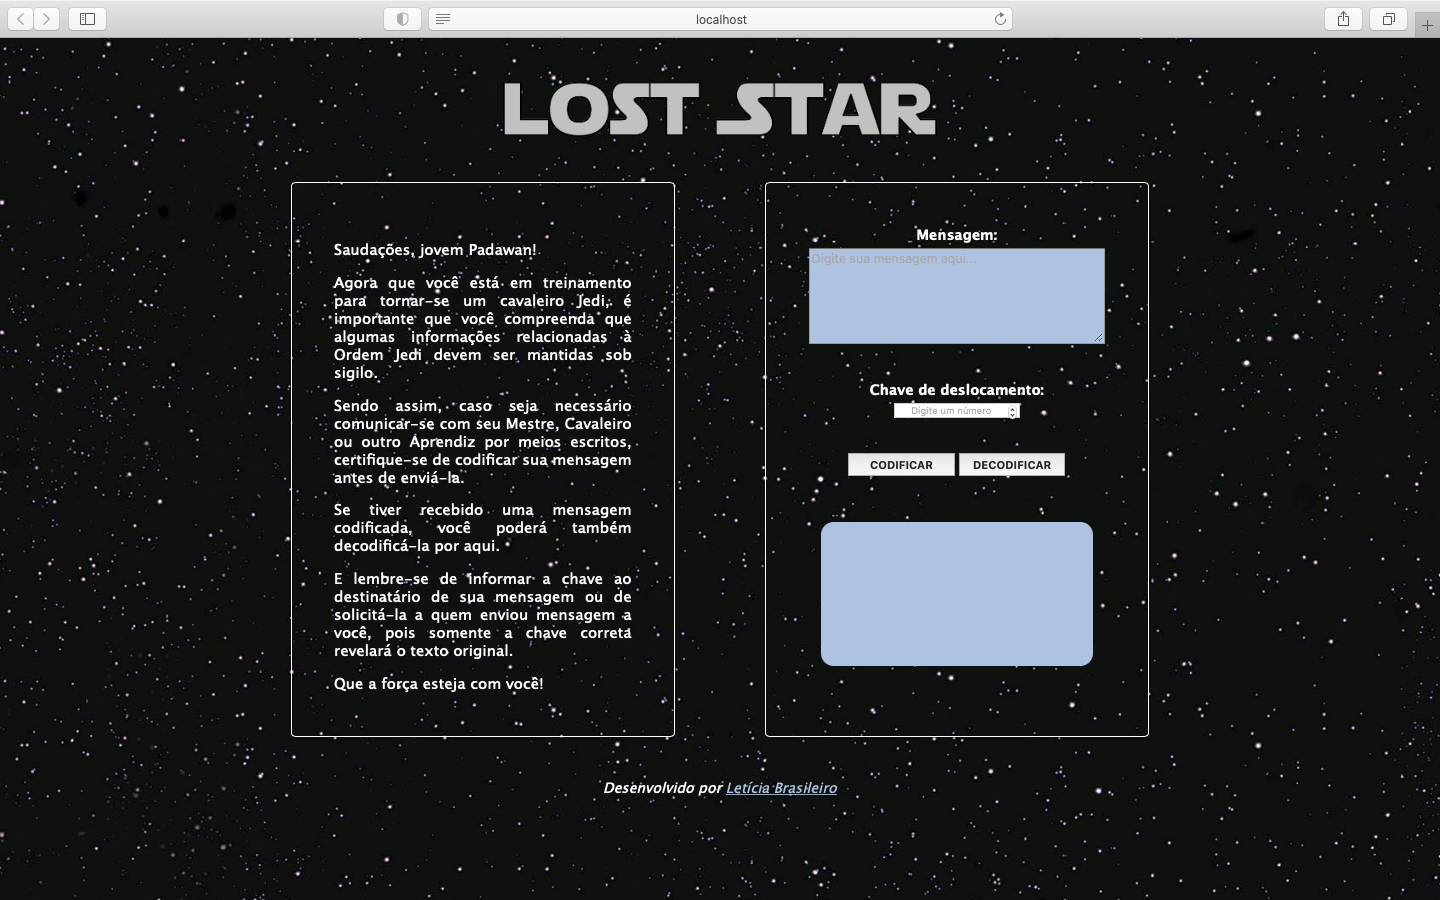 localhost
LOST STAR
Saudações, jovem Padawan!
Agora que você está em treinamento
para tornar-se um cavaleiro Jedi, é
importante que você compreenda que
algumas informações relacionadas à
Ordem Jedi devem ser mantidas sob
sigilo.
Sendo assim, caso seja necessário
comunicar-se com seu Mestre, Cavaleiro
ou outro Aprendiz por meios escritos,
certifique-se de codificar sua mensagem
antes de enviá-la.
Se tiver recebido uma mensagem
codificada, você poderá também
decodificá-la por aqui.
E lembre-se de informar a chave ao
destinatário de sua mensagem ou de
solicitá-la a quem enviou mensagem a
você, pois somente a chave correta
revelará o texto original.
Que a força esteja com você!
Mensagem:
Digite sua mensagem aqui...
Chave de deslocamento:
Digite um número
CODIFICAR DECODIFICAR
Desenvolvido por Letícia Brasileiro